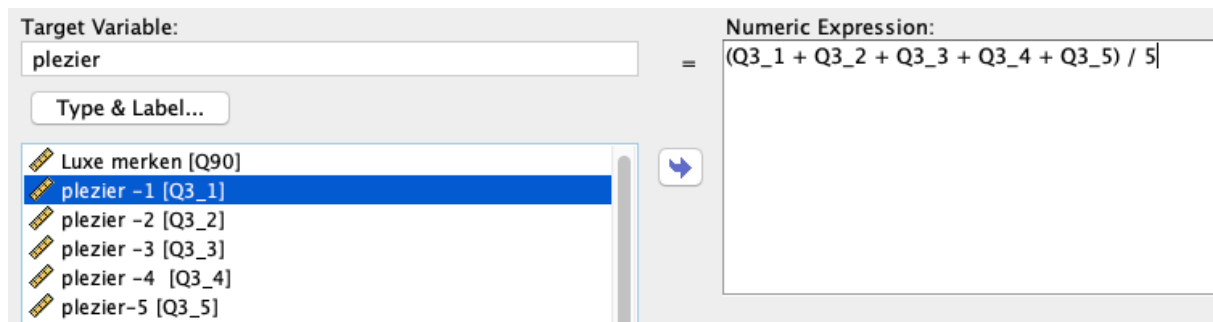 Target Variable:
plezier
Type & Label...
Luxe merken [Q90]
plezier -1 [Q3_1]
plezier -2 [Q3_2]
plezier -3 [Q3_3]
plezier -4  [Q3_4]
plezier-5 [Q3_5]
=
Numeric Expression:
(Q3_1 + Q3_2 + Q3_3 + Q3_4 + Q3_5) / 5